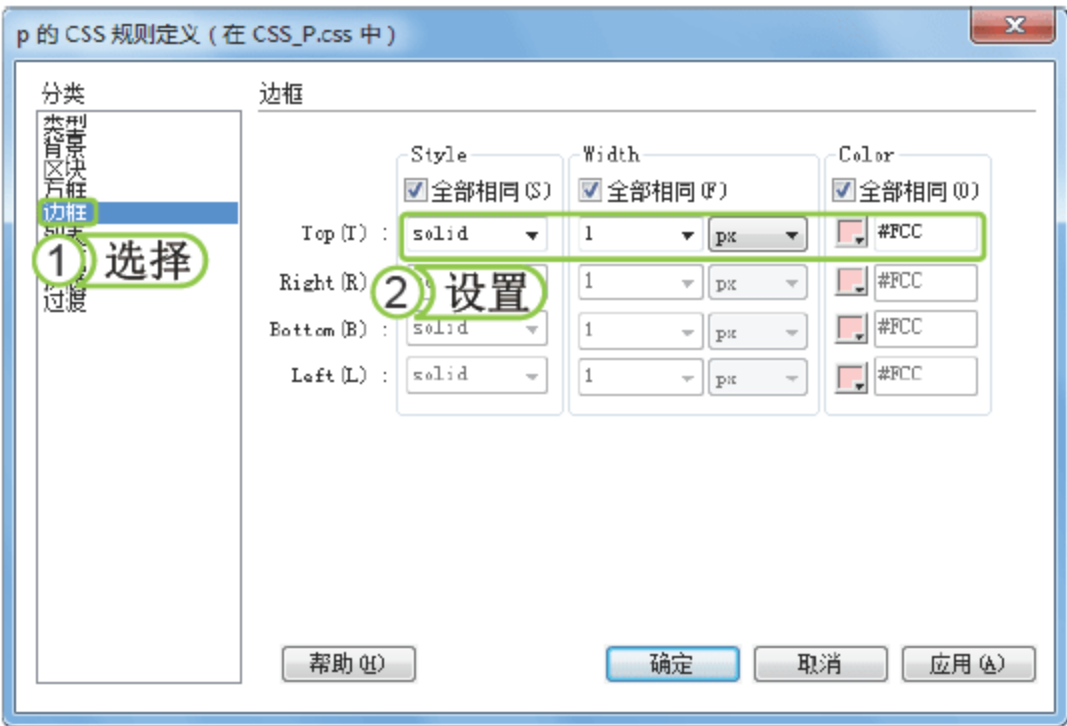 p 的 CSS 规则定义（在 CSS_P.css 中）
分类
边框
类型
背景
区块
方框
边框
过渡
① 选择
Style
Width
Color
全部相同(S)
全部相同(F)
全部相同(O)
Top(T) : solid 1 px #FCC
Right(R) 1 px #FCC
② 设置
Bottom(B) : solid 1 px #FCC
Left(L) : solid 1 px #FCC
帮助(H)
确定
取消
应用(A)